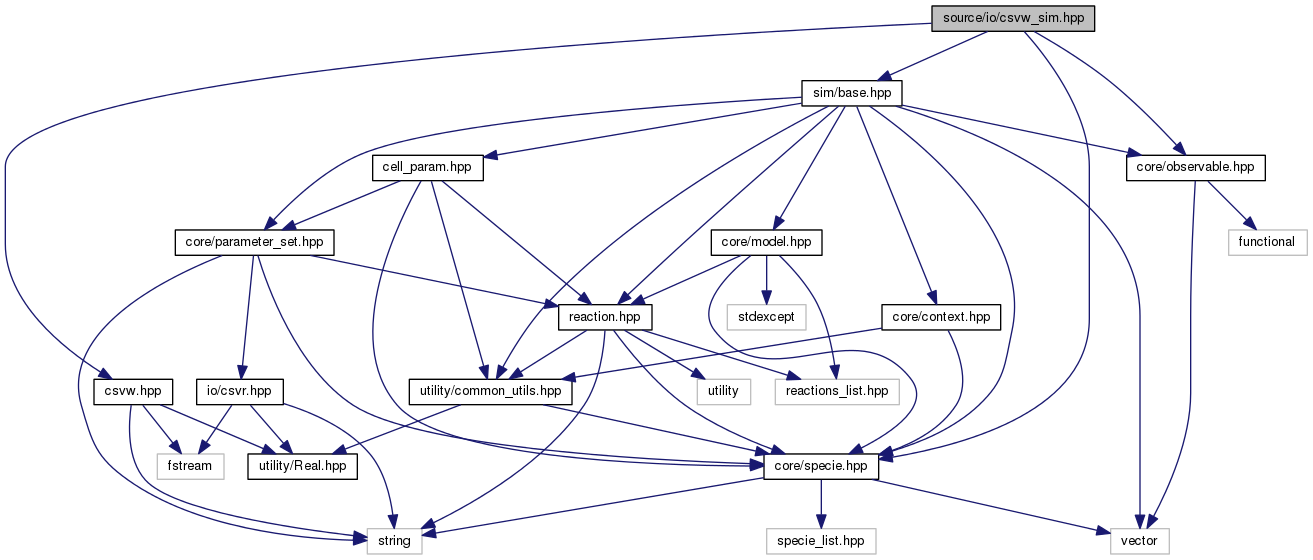 source/io/csvw_sim.hpp
sim/base.hpp
cell_param.hpp
core/observable.hpp
core/parameter_set.hpp
core/model.hpp
functional
reaction.hpp
stdexcept
core/context.hpp
csvw.hpp
io/csvr.hpp
utility/common_utils.hpp
utility
reactions_list.hpp
fstream
utility/Real.hpp
core/specie.hpp
string
specie_list.hpp
vector